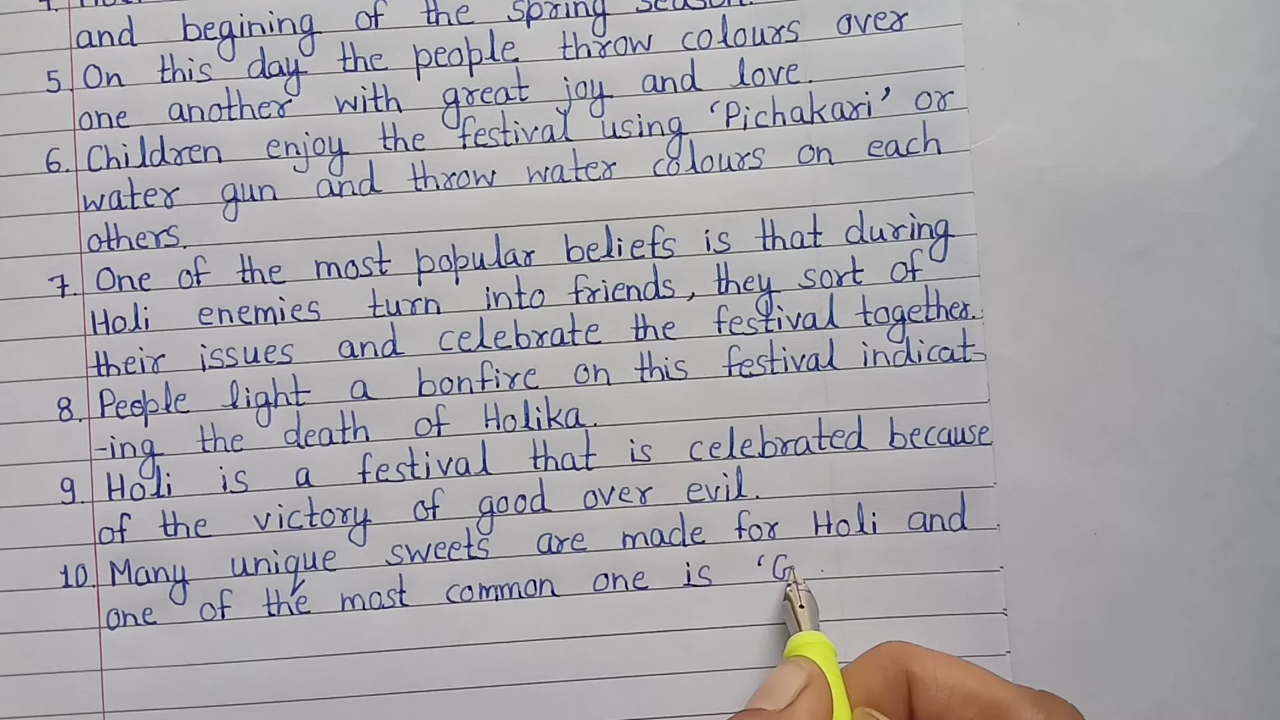 and begining of the spring season.
5. On this day the people throw colours over
one another with great joy and love.
6. Children enjoy the festival using 'Pichakari' or
water gun and throw water colours on each
others.
7. One of the most popular beliefs is that during
Holi enemies turn into friends, they sort of
their issues and celebrate the festival together.
8. People light a bonfire on this festival indicat-
-ing the death of Holika.
9. Holi is a festival that is celebrated because
of the victory of good over evil.
10. Many unique sweets are made for Holi and
one of the most common one is 'G